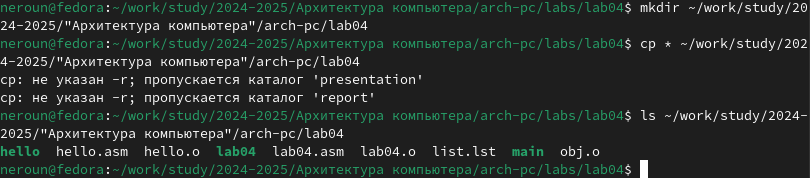 neroun@fedora:~/work/study/2024-2025/Архитектура компьютера/arch-pc/labs/lab04$ mkdir ~/work/study/20
24-2025/"Архитектура компьютера"/arch-pc/lab04
neroun@fedora:~/work/study/2024-2025/Архитектура компьютера/arch-pc/labs/lab04$ cp * ~/work/study/202
4-2025/"Архитектура компьютера"/arch-pc/lab04
cp: не указан -r; пропускается каталог 'presentation'
cp: не указан -r; пропускается каталог 'report'
neroun@fedora:~/work/study/2024-2025/Архитектура компьютера/arch-pc/labs/lab04$ ls ~/work/study/2024-
2025/"Архитектура компьютера"/arch-pc/lab04
hello  hello.asm  hello.o  lab04  lab04.asm  lab04.o  list.lst  main  obj.o
neroun@fedora:~/work/study/2024-2025/Архитектура компьютера/arch-pc/labs/lab04$